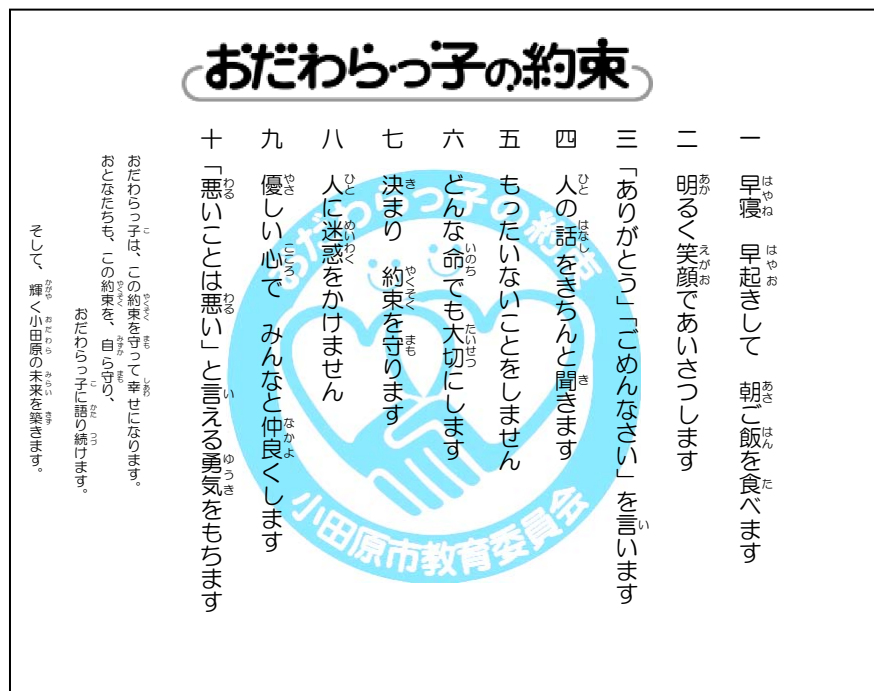 おだわらっ子の約束
一 早寝 早起きして 朝ご飯を食べます
二 明るく笑顔であいさつします
三 「ありがとう」「ごめんなさい」を言います
四 人の話をきちんと聞きます
五 もったいないことをしません
六 どんな命でも大切にします
七 決まり 約束を守ります
八 人に迷惑をかけません
九 優しい心で みんなと仲良くします
十 「悪いことは悪い」と言える勇気をもちます
おだわらっ子は、この約束を守って幸せになります。
おとなたちも、この約束を、自ら守り、
おだわらっ子に語り続けます。
そして、輝く小田原の未来を築きます。
おだわらっ子の約束
小田原市教育委員会